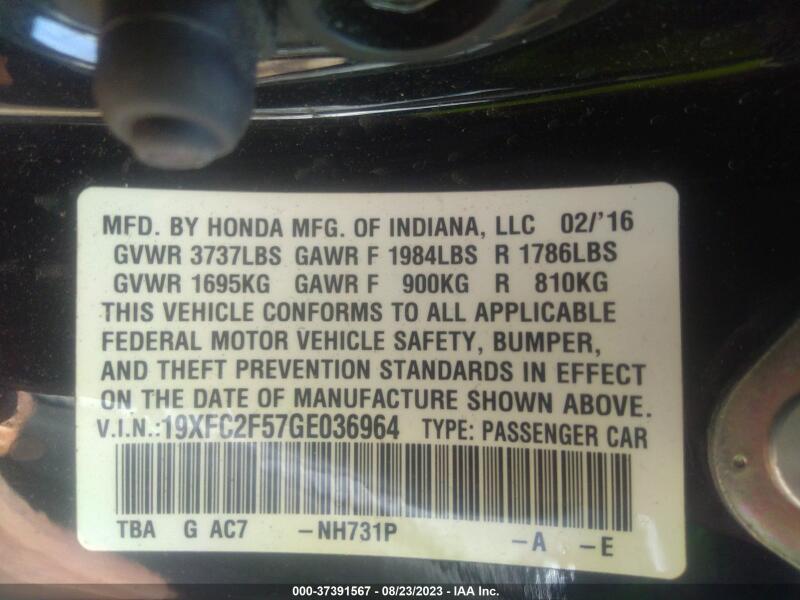 MFD. BY HONDA MFG. OF INDIANA, LLC 02/'16
GVWR 3737LBS GAWR F 1984LBS R 1786LBS
GVWR 1695KG GAWR F 900KG R 810KG
THIS VEHICLE CONFORMS TO ALL APPLICABLE
FEDERAL MOTOR VEHICLE SAFETY, BUMPER,
AND THEFT PREVENTION STANDARDS IN EFFECT
ON THE DATE OF MANUFACTURE SHOWN ABOVE.
V.I.N.:19XFC2F57GE036964 TYPE: PASSENGER CAR
TBA G AC7 –NH731P –A –E
000-37391567 - 08/23/2023 - IAA Inc.